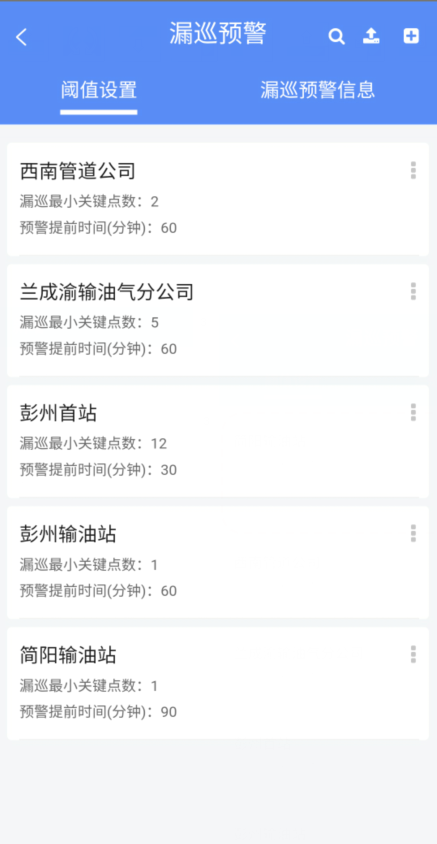 漏巡预警
阈值设置
漏巡预警信息
西南管道公司
漏巡最小关键点数：2
预警提前时间(分钟)：60
兰成渝输油气分公司
漏巡最小关键点数：5
预警提前时间(分钟)：60
彭州首站
漏巡最小关键点数：12
预警提前时间(分钟)：30
彭州输油站
漏巡最小关键点数：1
预警提前时间(分钟)：60
简阳输油站
漏巡最小关键点数：1
预警提前时间(分钟)：90